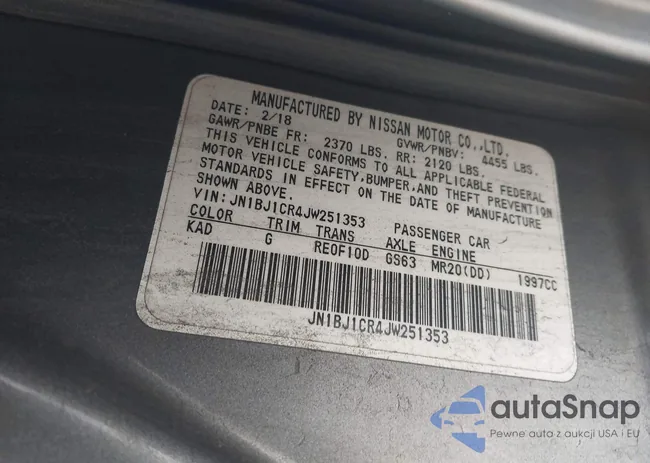 MANUFACTURED BY NISSAN MOTOR CO.,LTD.
DATE: 2/18 GVWR/PNBV: 4455 LBS.
GAWR/PNBE FR: 2370 LBS. RR: 2120 LBS.
THIS VEHICLE CONFORMS TO ALL APPLICABLE FEDERAL
MOTOR VEHICLE SAFETY,BUMPER,AND THEFT PREVENTION
STANDARDS IN EFFECT ON THE DATE OF MANUFACTURE
SHOWN ABOVE.
VIN: JN1BJ1CR4JW251353 PASSENGER CAR
COLOR TRIM TRANS AXLE ENGINE
KAD G RE0F10D GS63 MR20(DD) 1997CC
JN1BJ1CR4JW251353
autaSnap
Pewne auta z aukcji USA i EU